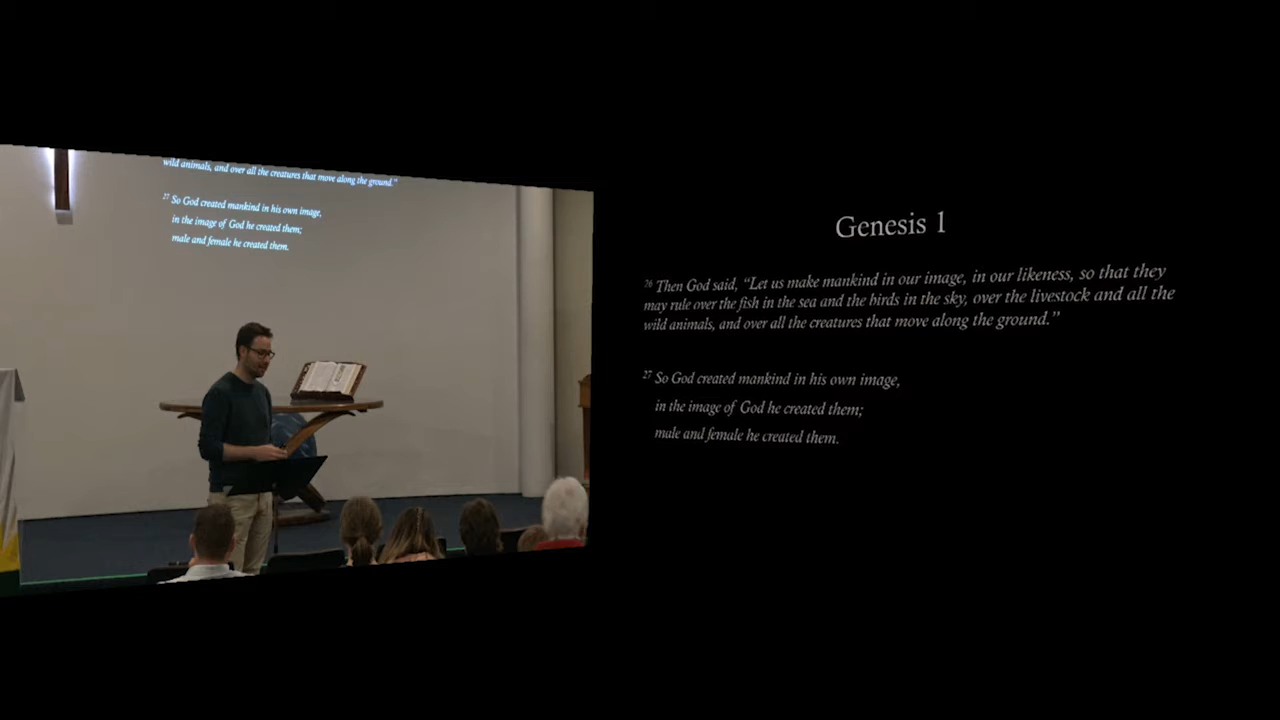 wild animals, and over all the creatures that move along the ground.”
27 So God created mankind in his own image,
in the image of God he created them;
male and female he created them.
Genesis 1
26 Then God said, “Let us make mankind in our image, in our likeness, so that they
may rule over the fish in the sea and the birds in the sky, over the livestock and all the
wild animals, and over all the creatures that move along the ground.”
27 So God created mankind in his own image,
in the image of God he created them;
male and female he created them.